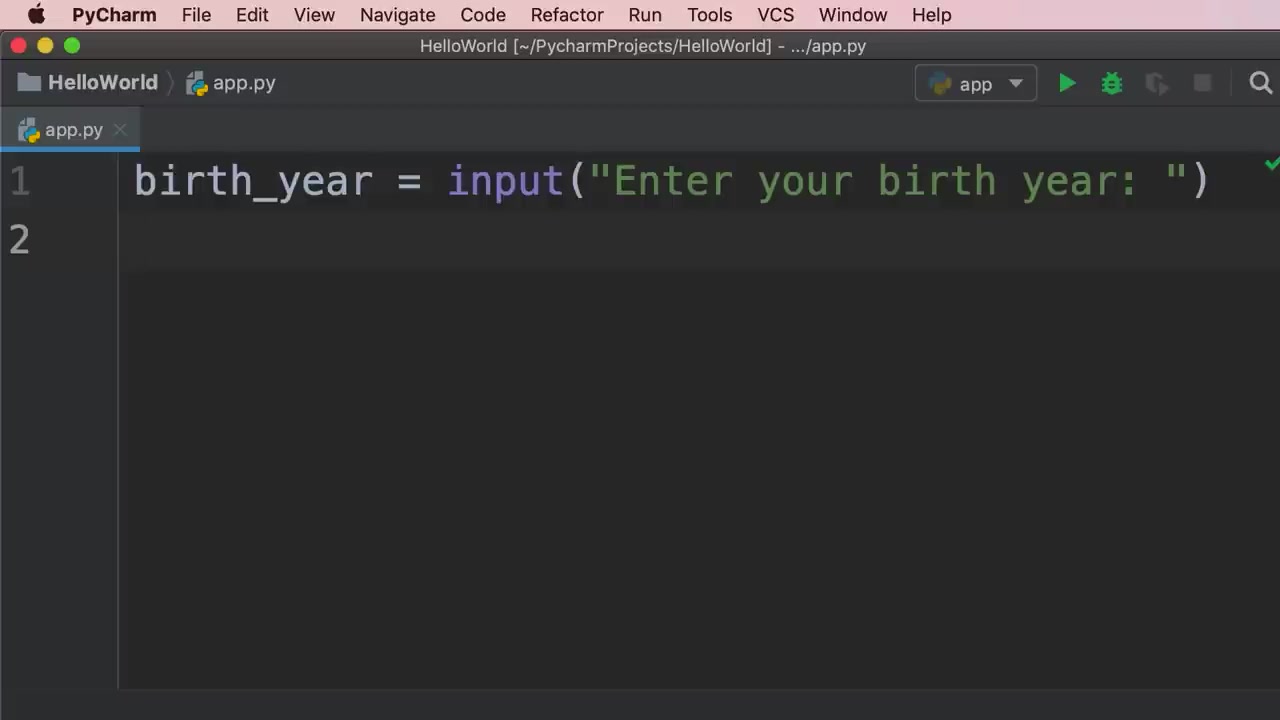 PyCharm File Edit View Navigate Code Refactor Run Tools VCS Window Help
HelloWorld [~/PycharmProjects/HelloWorld] - .../app.py
HelloWorld app.py app
app.py
1 birth_year = input("Enter your birth year: ")
2